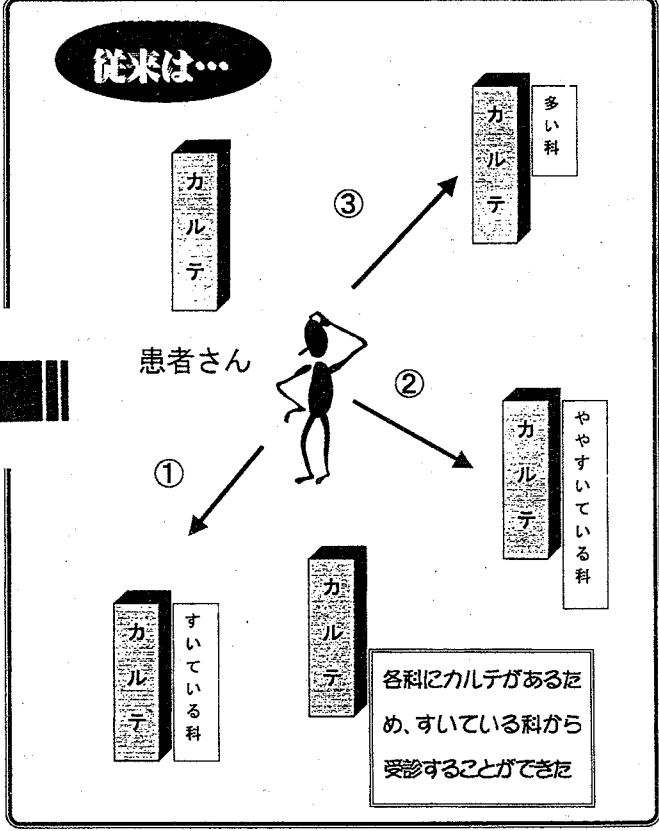 従来は…
カルテ
多い科
カルテ
③
患者さん
②
カルテ
ややすいている科
①
カルテ
カルテ
すいている科
各科にカルテがあるた
め、すいている科から
受診することができた